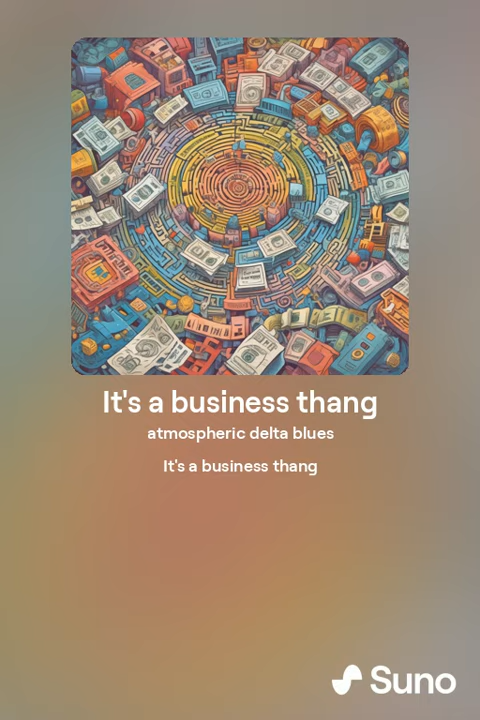 It's a business thang
atmospheric delta blues
It's a business thang
Suno